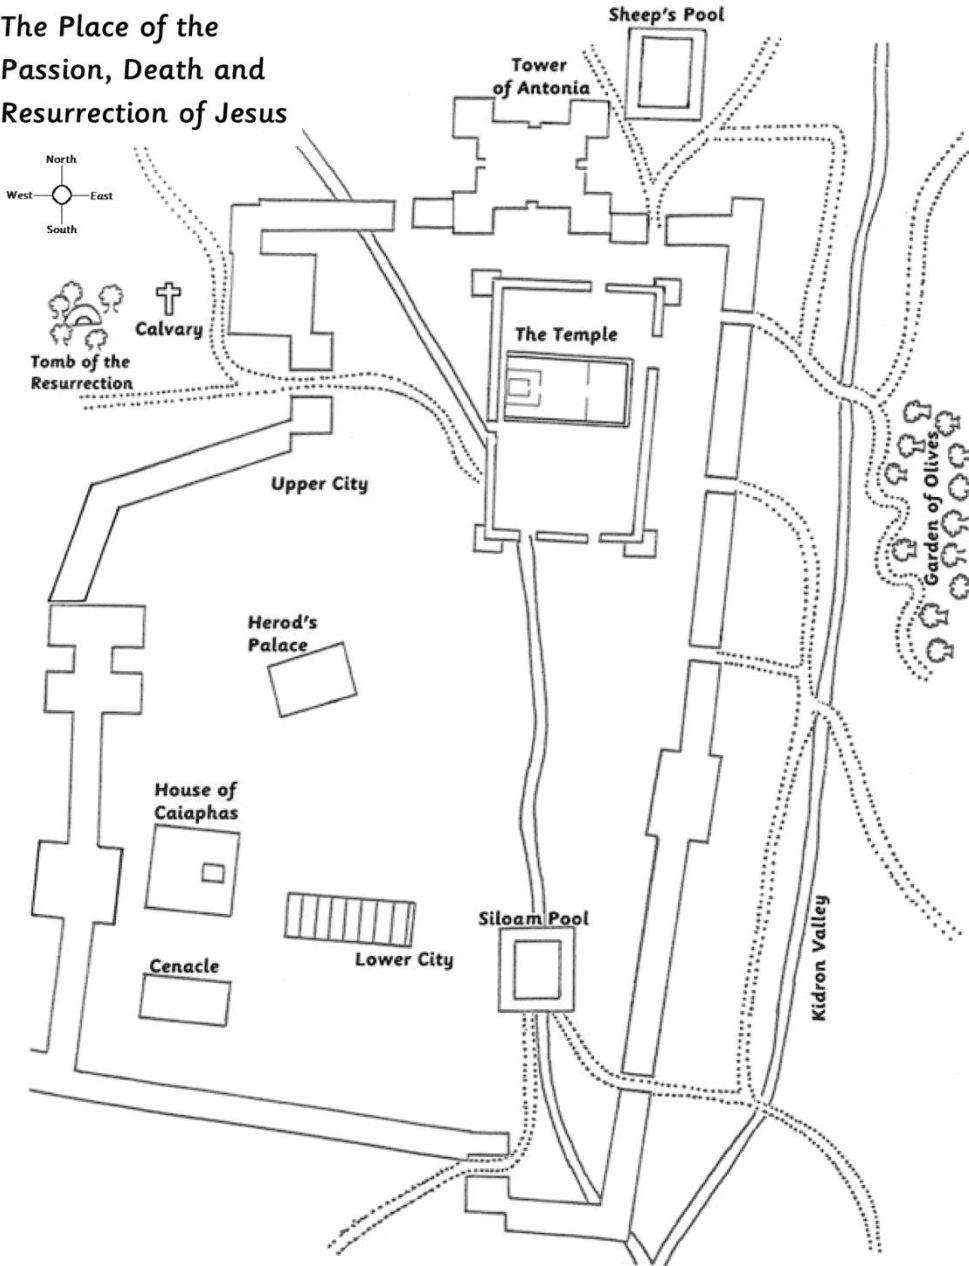 The Place of the
Passion, Death and
Resurrection of Jesus
North
West
East
South
Sheep's Pool
Tower
of Antonia
The Temple
Calvary
Tomb of the
Resurrection
Upper City
Garden of Olives
Herod's
Palace
House of
Caiaphas
Siloam Pool
Lower City
Cenacle
Kidron Valley